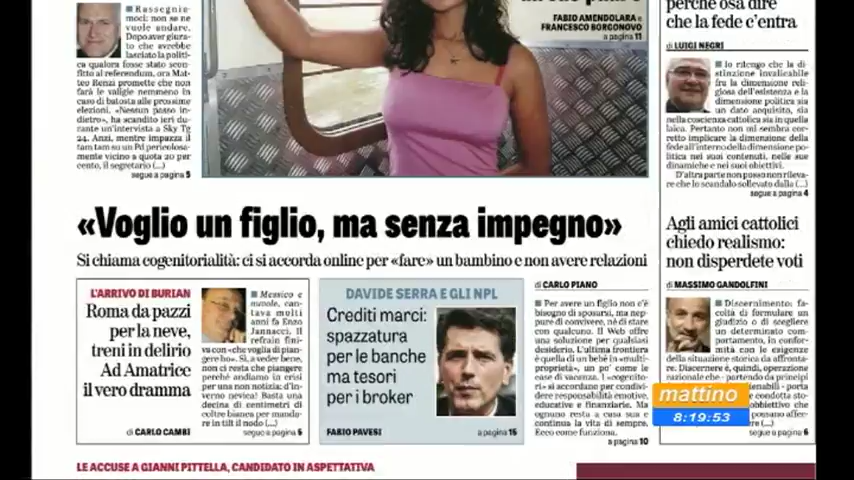 Rassegniamoci: non se ne
vuole andare.
Dopo aver giurato che avrebbe
lasciato la politica qualora fosse stato sconfitto
al referendum, ora Matteo Renzi promette che non
farà le valigie nemmeno in
caso di batosta alle prossime
elezioni. «Nessun passo indietro», ha scandito ieri durante
un'intervista a Sky Tg
24. Anzi, mentre impazza il
tam tam su un Pd pericolosamente
vicino a quota 20 per
cento, il segretario (...)
segue a pagina 5
FABIO AMENDOLARA e
FRANCESCO BORGONOVO
a pagina 11
perché osa dire
che la fede c'entra
di LUIGI NEGRI
Io ritengo che la distinzione
invalicabile
fra la dimensione religiosa
dell'esistenza e la
dimensione politica sia
un dato acquisito, sia
nella coscienza cattolica sia in quella
laica. Pertanto non mi sembra corretto
implicare la dimensione della
fede all'interno della dimensione politica
nei suoi contenuti, nelle sue
dinamiche e nei suoi obiettivi.
D'altra parte non posso non rilevare
che lo scandalo sollevato dalla (...)
segue a pagina 4
«Voglio un figlio, ma senza impegno»
Si chiama cogenitorialità: ci si accorda online per «fare» un bambino e non avere relazioni
Agli amici cattolici
chiedo realismo:
non disperdete voti
di MASSIMO GANDOLFINI
Discernimento: facoltà
di formulare un
giudizio o di scegliere
un determinato comportamento,
in conformità
con le esigenze
della situazione storica da affrontare.
Discernere è, quindi, operazione
razionale che partendo da principi
segue a pagina 6
L'ARRIVO DI BURIAN
Roma da pazzi
per la neve,
treni in delirio
Ad Amatrice
il vero dramma
di CARLO CAMBI
Messico e
nuvole, cantava
molti
anni fa Enzo
Jannacci. Il
refrain finiva
con «che voglia di piangere
ho». Sì, a veder bene,
non ci resta che piangere
perché andiamo in crisi
per una non notizia: d'inverno
nevica! Basta una
decina di centimetri di
coltre bianca per mandare
in tilt il nodo (...)
segue a pagina 5
DAVIDE SERRA E GLI NPL
Crediti marci:
spazzatura
per le banche
ma tesori
per i broker
FABIO PAVESI
a pagina 15
di CARLO PIANO
Per avere un figlio non c'è
bisogno di sposarsi, ma neppure
di convivere, né di stare
con qualcuno. Il Web offre
una soluzione per qualsiasi
desiderio. L'ultima frontiera
è quella di un bebè in «multiproprietà»,
un po' come le
case di vacanza. I «cogenitori»
si accordano per condividere
responsabilità emotive,
educative e finanziarie. Ma
ognuno resta a casa sua e
continua la vita di sempre.
Ecco come funziona.
a pagina 10
mattino
8:19:53
LE ACCUSE A GIANNI PITTELLA, CANDIDATO IN ASPETTATIVA